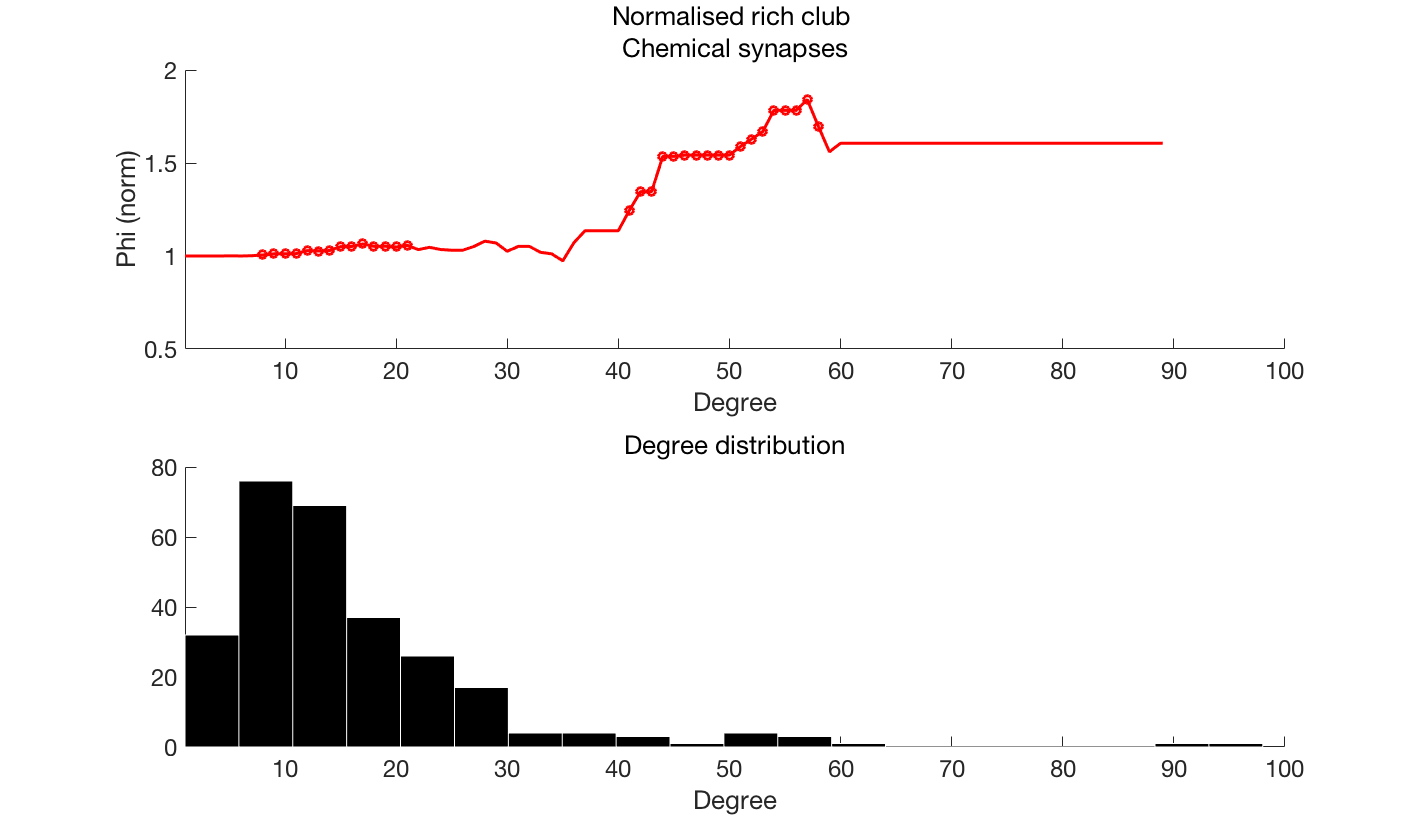 Normalised rich club
Chemical synapses
2
1.5
1
0.5
Phi (norm)
10 20 30 40 50 60 70 80 90 100
Degree
Degree distribution
80
60
40
20
0
10 20 30 40 50 60 70 80 90 100
Degree